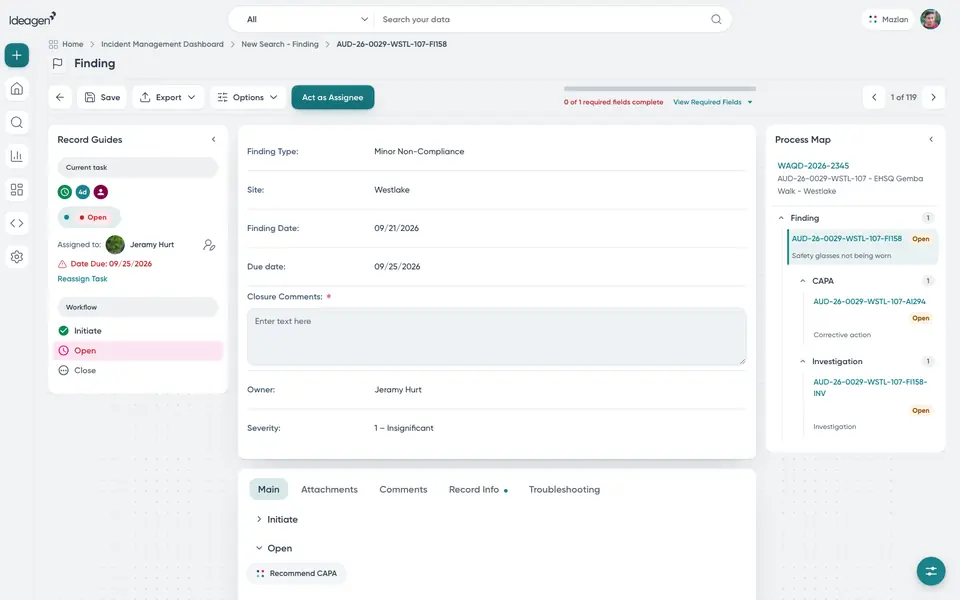 Ideagen
All
Search your data
Mazlan
Home
Incident Management Dashboard
New Search - Finding
AUD-26-0029-WSTL-107-FI158
Finding
Save
Export
Options
Act as Assignee
0 of 1 required fields complete
View Required Fields
1 of 119
Record Guides
Current task
4d
Open
Assigned to:
Jeramy Hurt
Date Due: 09/25/2026
Reassign Task
Workflow
Initiate
Open
Close
Finding Type:
Minor Non-Compliance
Site:
Westlake
Finding Date:
09/21/2026
Due date:
09/25/2026
Closure Comments: *
Enter text here
Owner:
Jeramy Hurt
Severity:
1 – Insignificant
Main
Attachments
Comments
Record Info
Troubleshooting
Initiate
Open
Recommend CAPA
Process Map
WAQD-2026-2345
AUD-26-0029-WSTL-107 - EHSQ Gemba
Walk - Westlake
Finding
1
AUD-26-0029-WSTL-107-FI158
Open
Safety glasses not being worn
CAPA
1
AUD-26-0029-WSTL-107-AI294
Open
Corrective action
Investigation
1
AUD-26-0029-WSTL-107-FI158-
INV
Open
Investigation